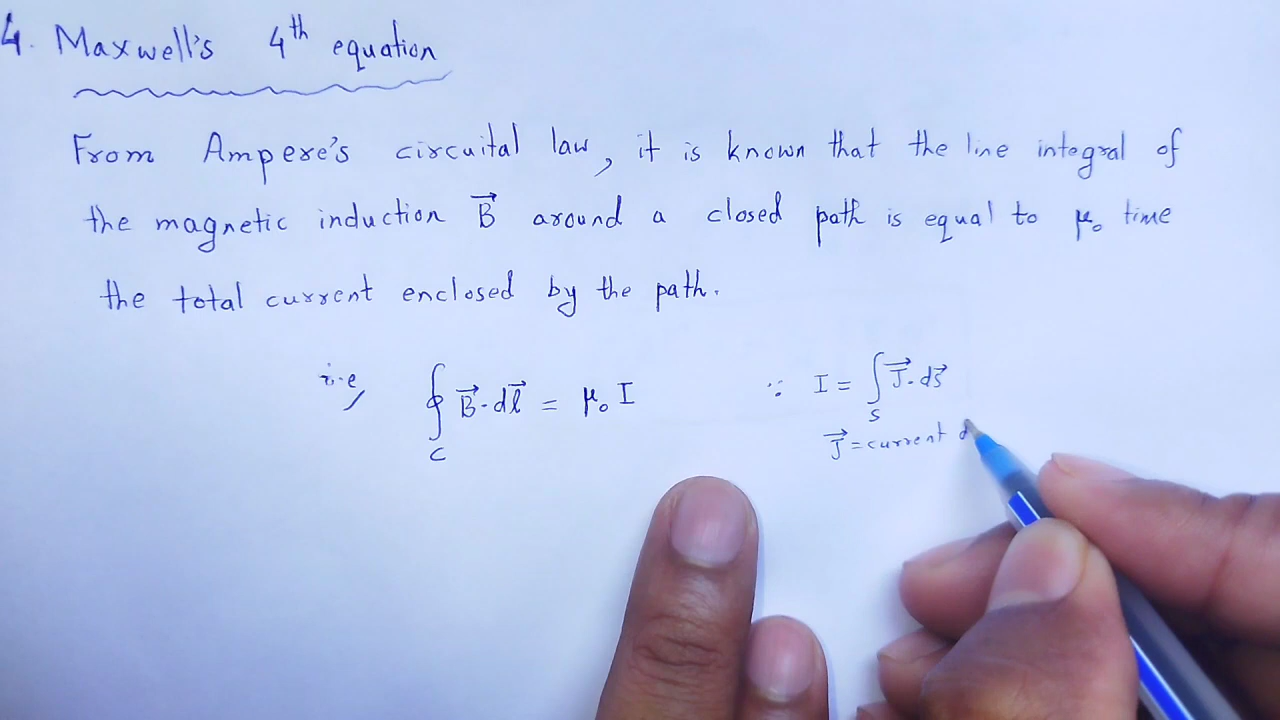 4. Maxwell's 4th equation
From Ampere's circuital law, it is known that the line integral of
the magnetic induction B⃗ around a closed path is equal to μ₀ time
the total current enclosed by the path.
i.e, ∮_C B⃗·dl⃗ = μ₀ I ∵ I = ∫_S J⃗·ds⃗
J⃗ = current d